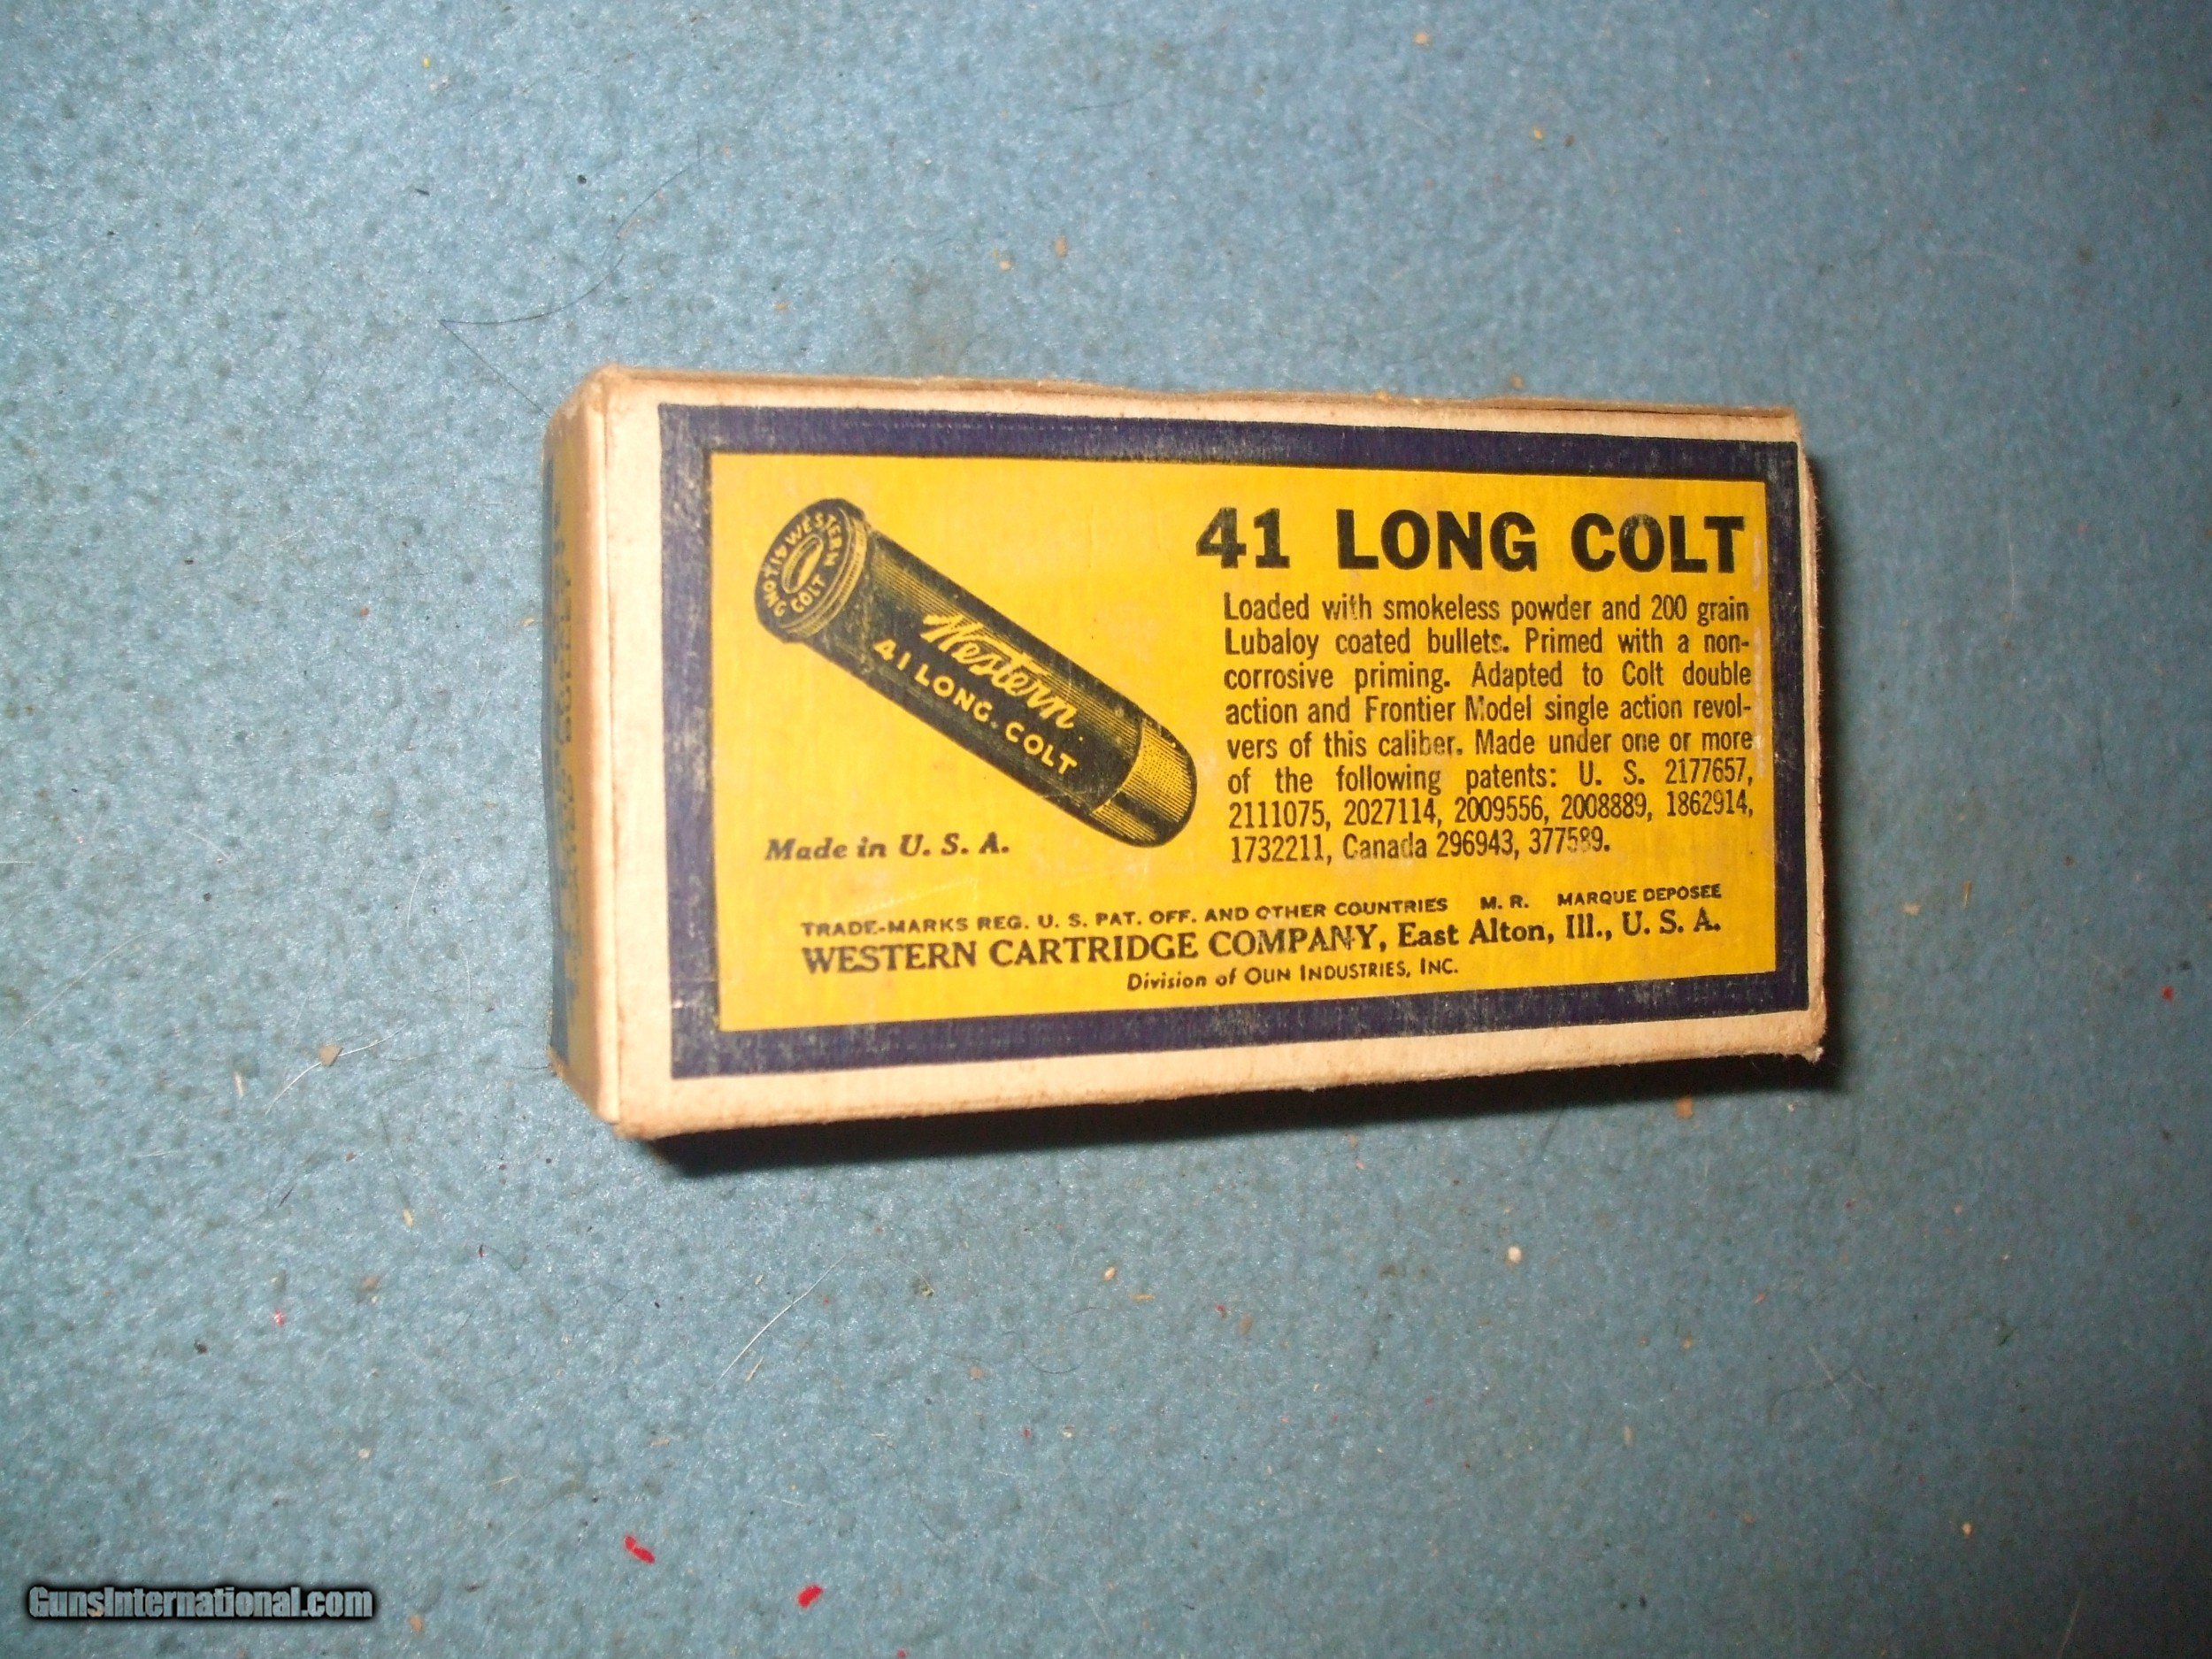 41 LONG COLT
Loaded with smokeless powder and 200 grain
Lubaloy coated bullets. Primed with a non-
corrosive priming. Adapted to Colt double
action and Frontier Model single action revol-
vers of this caliber. Made under one or more
of the following patents: U. S. 2177657,
2111075, 2027114, 2009556, 2008889, 1862914,
1732211, Canada 296943, 377589.
WESTERN
41 LONG COLT
Western
41 LONG COLT
Made in U. S. A.
TRADE-MARKS REG. U. S. PAT. OFF. AND OTHER COUNTRIES M. R. MARQUE DEPOSEE
WESTERN CARTRIDGE COMPANY, East Alton, Ill., U. S. A.
Division of OLIN INDUSTRIES, INC.
GunsInternational.com